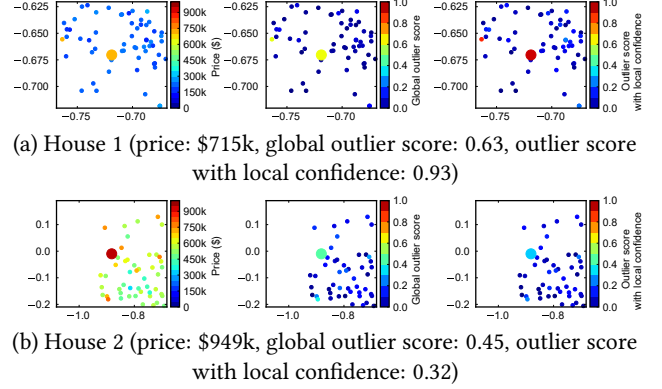 −0.650
−0.675
−0.700
−0.75
−0.70
900k
750k
600k
450k
300k
150k
0
Price ($)
−0.650
−0.675
−0.700
−0.75
−0.70
1.0
0.8
0.6
0.4
0.2
0.0
Global outlier score
−0.650
−0.675
−0.700
−0.75
−0.70
1.0
0.8
0.6
0.4
0.2
0.0
Outlier score
with local confidence
(a) House 1 (price: $715k, global outlier score: 0.63, outlier score
with local confidence: 0.93)
0.1
0.0
−0.1
−0.2
−1.0
−0.8
900k
750k
600k
450k
300k
150k
0
Price ($)
0.1
0.0
−0.1
−0.2
−1.0
−0.8
1.0
0.8
0.6
0.4
0.2
0.0
Global outlier score
0.1
0.0
−0.1
−0.2
−1.0
−0.8
1.0
0.8
0.6
0.4
0.2
0.0
Outlier score
with local confidence
(b) House 2 (price: $949k, global outlier score: 0.45, outlier score
with local confidence: 0.32)